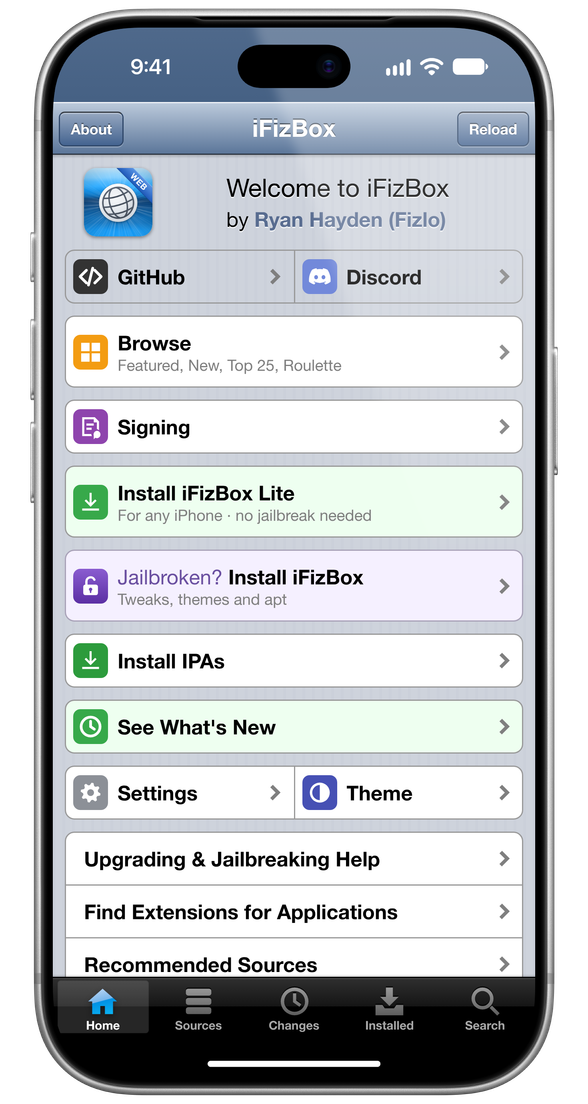 9:41
About
iFizBox
Reload
WEB
Welcome to iFizBox
by Ryan Hayden (Fizlo)
GitHub
Discord
Browse
Featured, New, Top 25, Roulette
Signing
Install iFizBox Lite
For any iPhone · no jailbreak needed
Jailbroken? Install iFizBox
Tweaks, themes and apt
Install IPAs
See What's New
Settings
Theme
Upgrading & Jailbreaking Help
Find Extensions for Applications
Recommended Sources
Home
Sources
Changes
Installed
Search